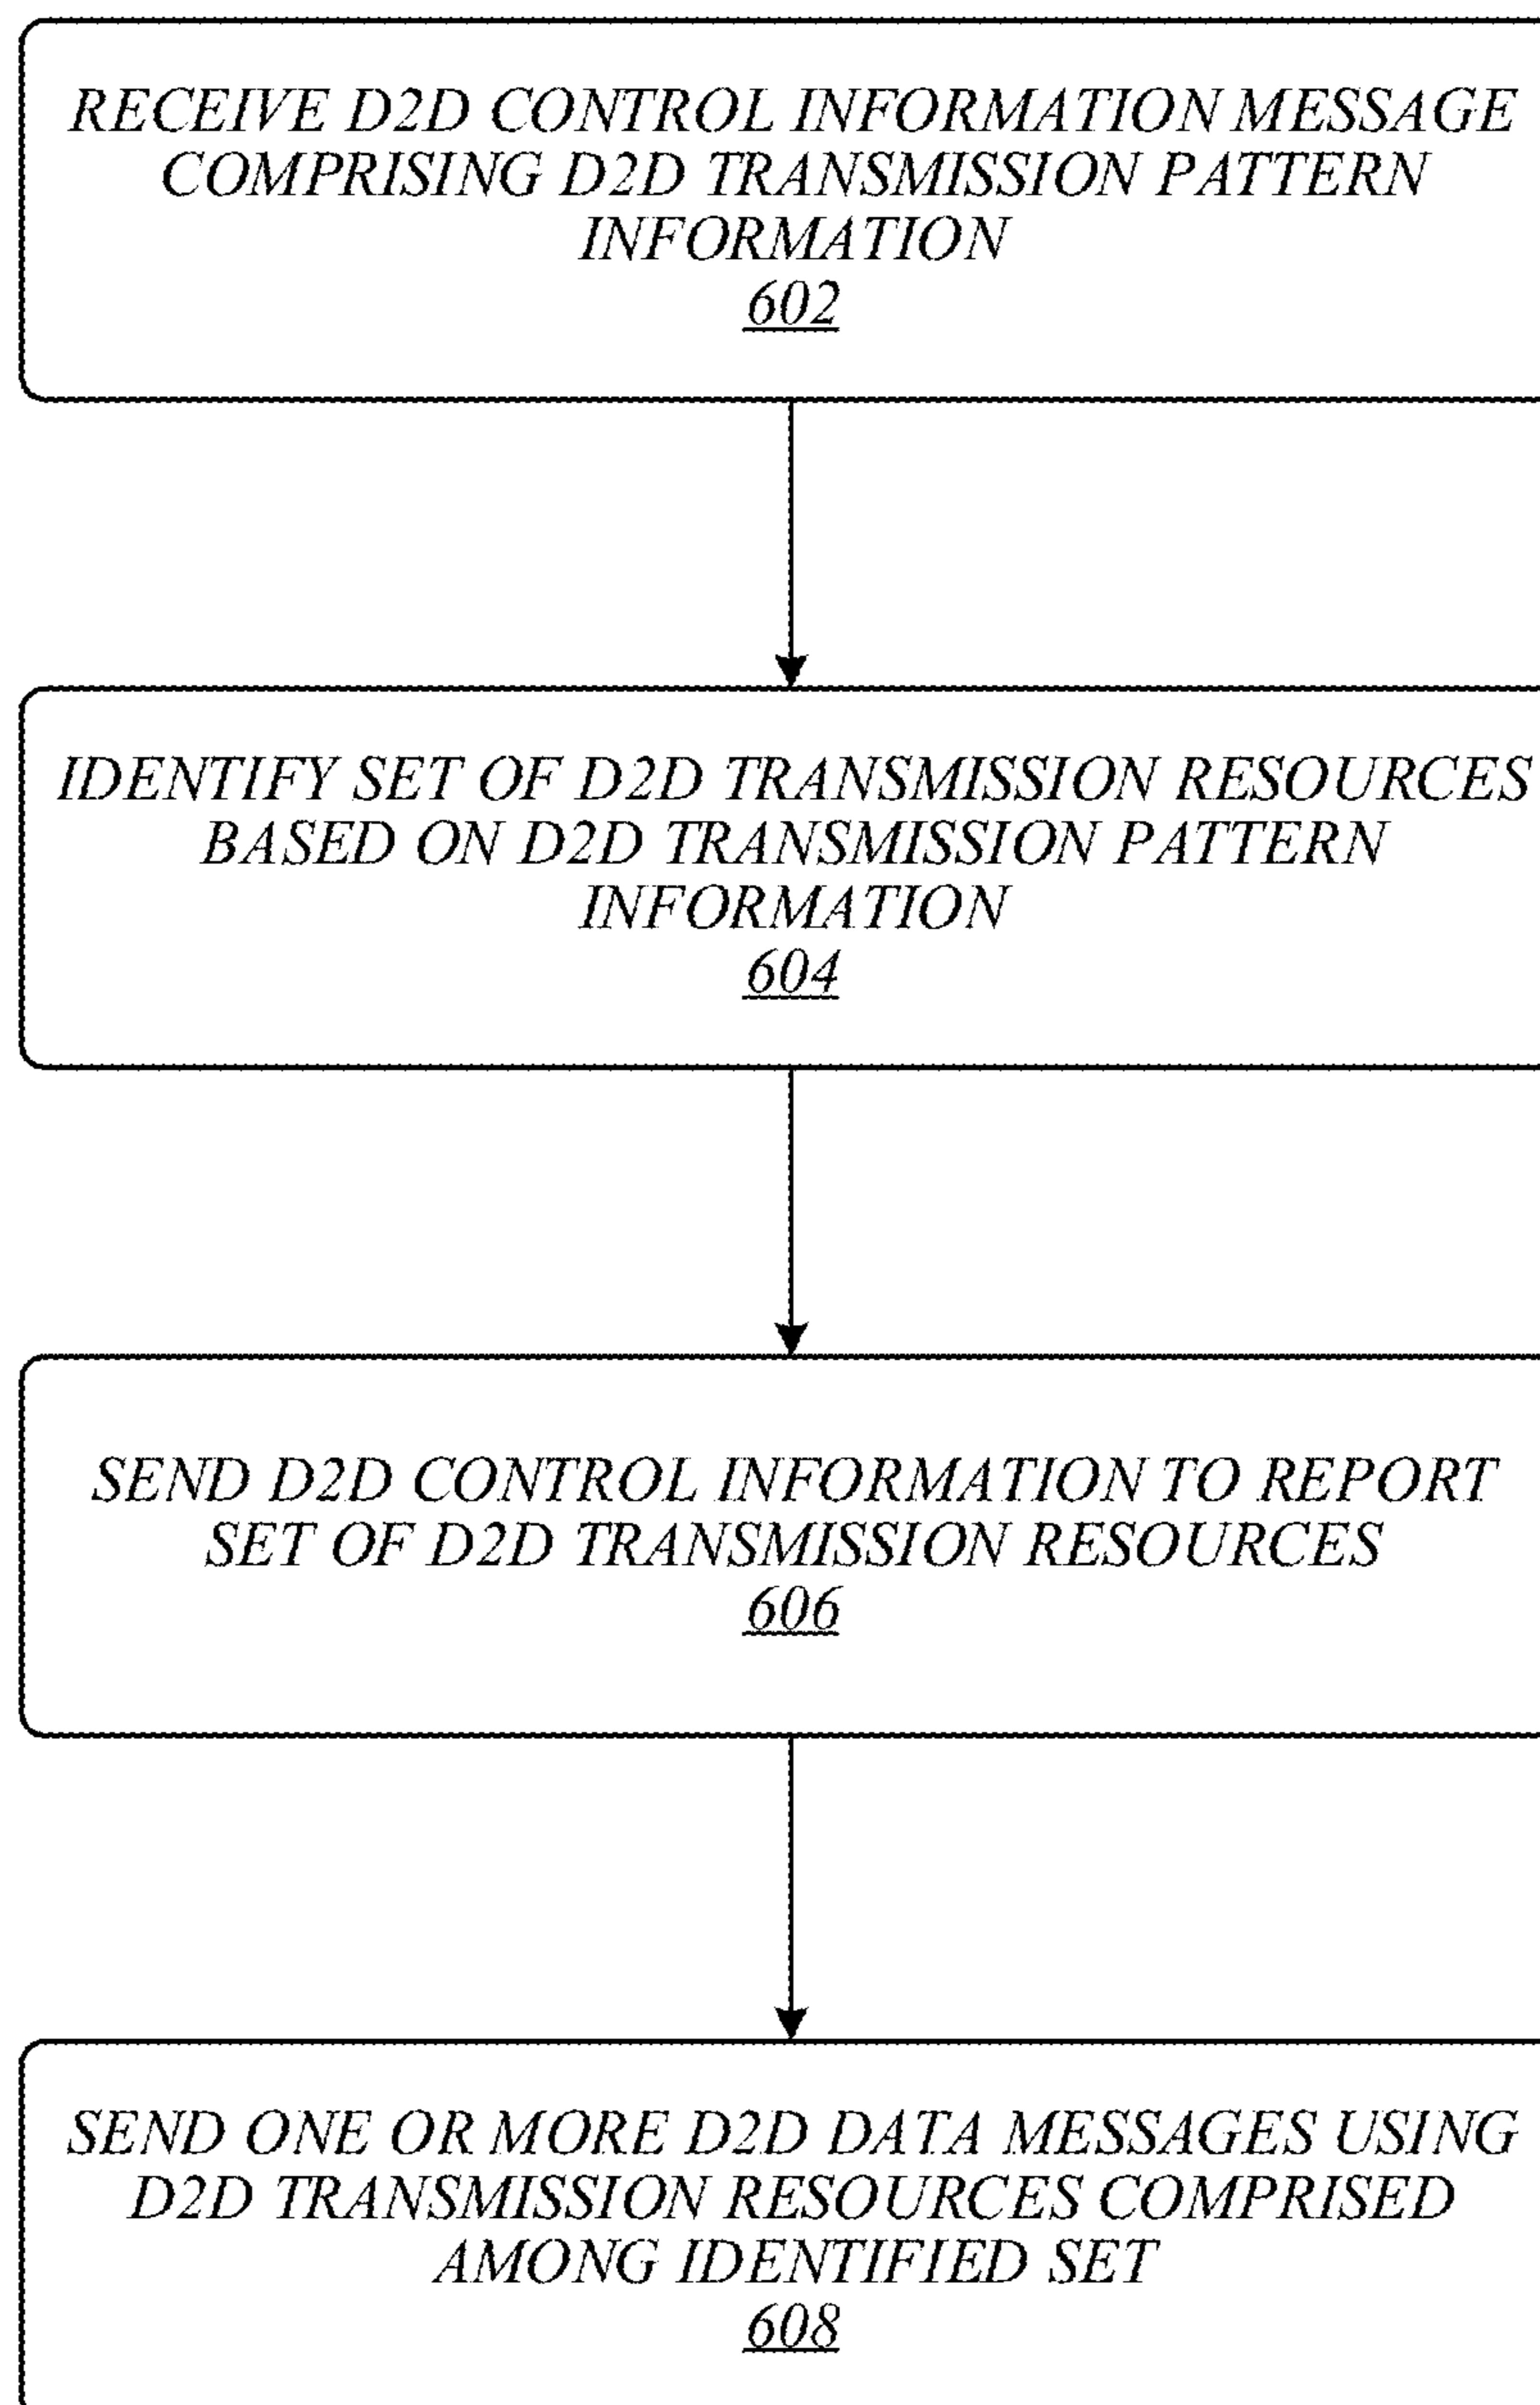 RECEIVE D2D CONTROL INFORMATION MESSAGE
COMPRISING D2D TRANSMISSION PATTERN
INFORMATION
602
IDENTIFY SET OF D2D TRANSMISSION RESOURCES
BASED ON D2D TRANSMISSION PATTERN
INFORMATION
604
SEND D2D CONTROL INFORMATION TO REPORT
SET OF D2D TRANSMISSION RESOURCES
606
SEND ONE OR MORE D2D DATA MESSAGES USING
D2D TRANSMISSION RESOURCES COMPRISED
AMONG IDENTIFIED SET
608